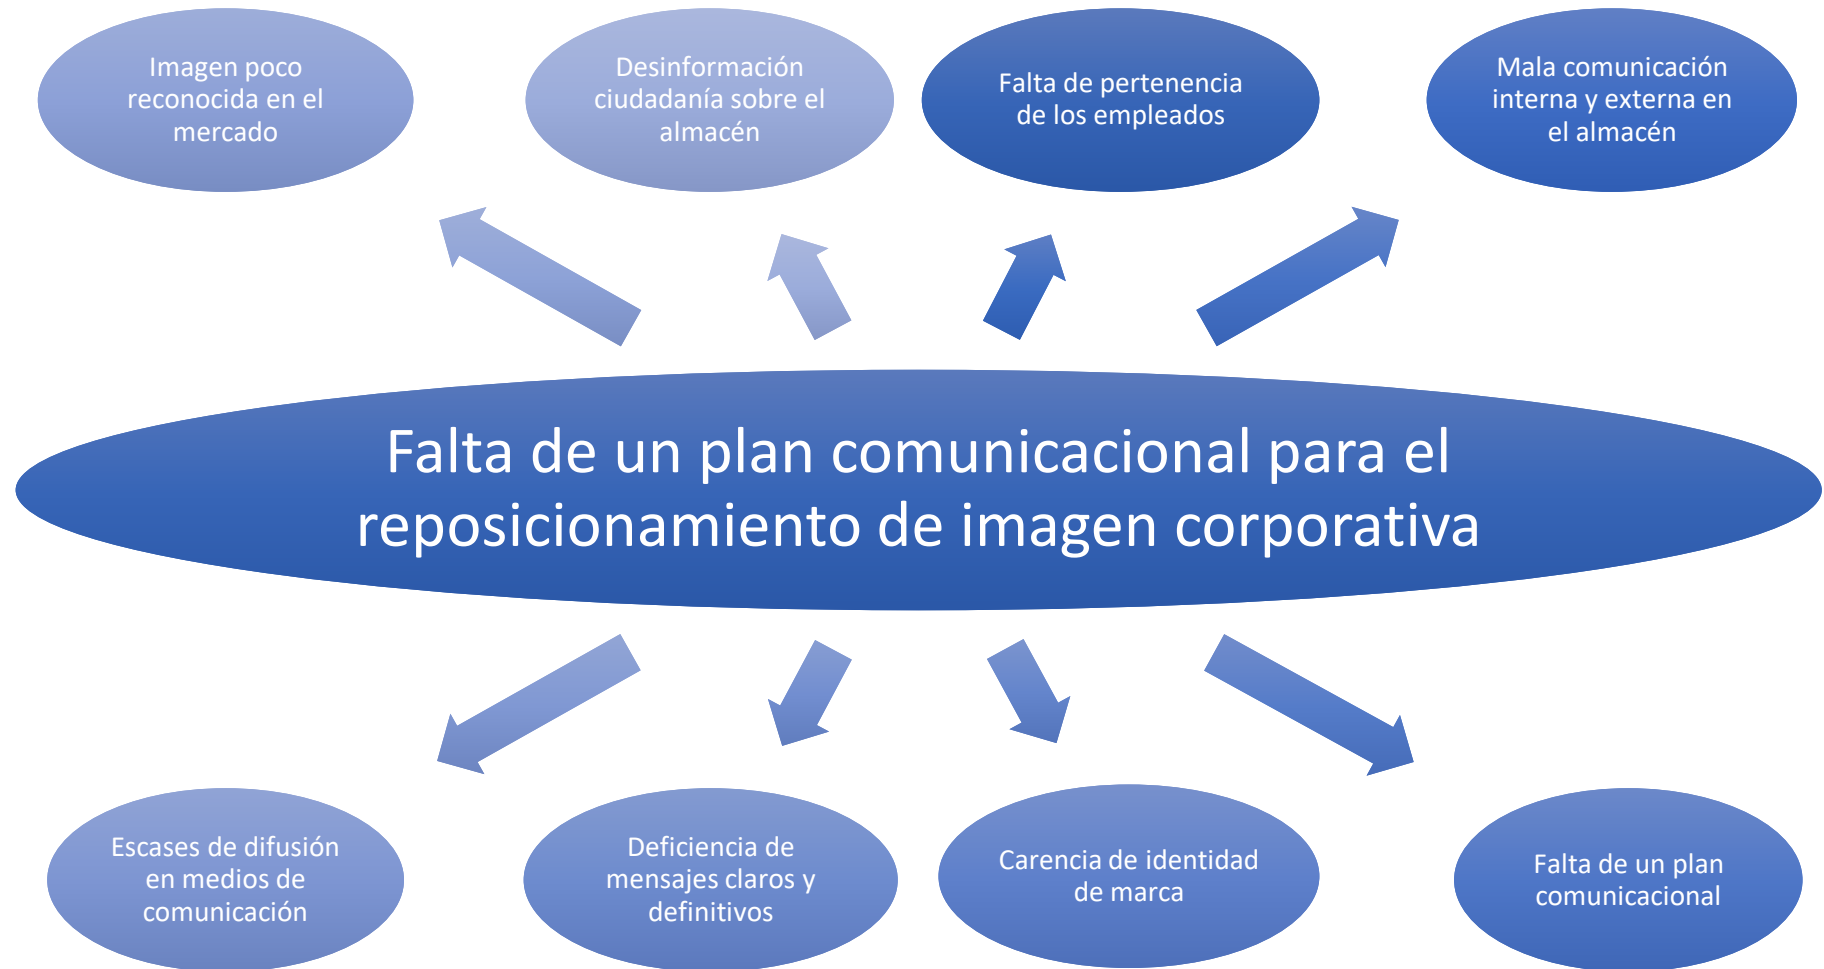 Imagen poco
reconocida en el
mercado
Desinformación
ciudadanía sobre el
almacén
Falta de pertenencia
de los empleados
Mala comunicación
interna y externa en
el almacén
Falta de un plan comunicacional para el
reposicionamiento de imagen corporativa
Escases de difusión
en medios de
comunicación
Deficiencia de
mensajes claros y
definitivos
Carencia de identidad
de marca
Falta de un plan
comunicacional